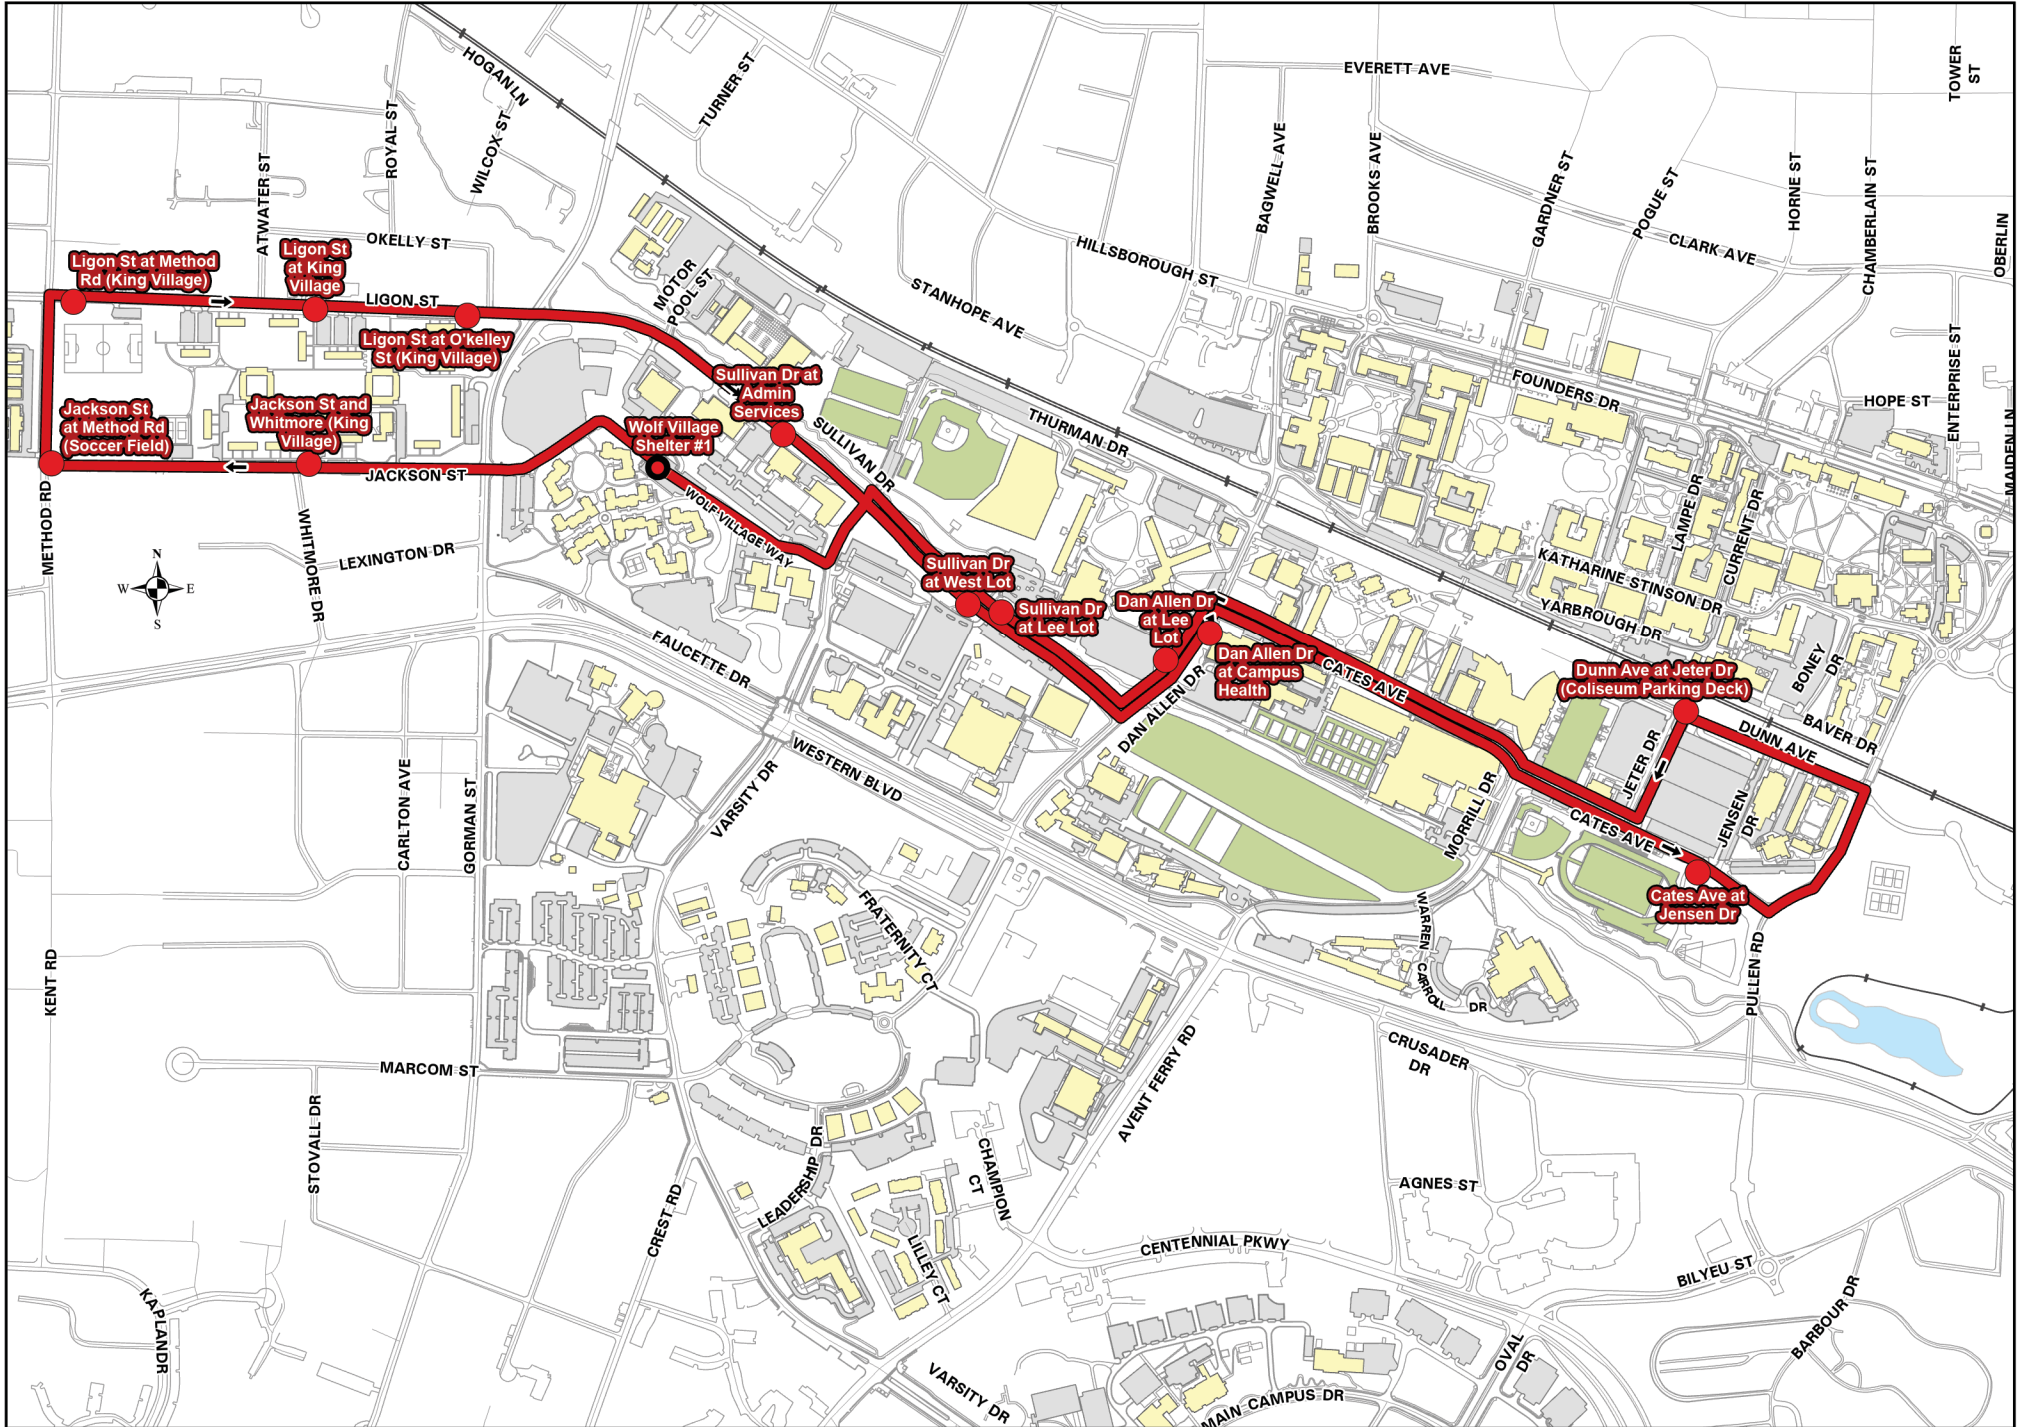 HOGAN LN
TURNER ST
EVERETT AVE
TOWER
ST
ROYAL ST
WILCOX ST
ATWATER ST
BAGWELL AVE
BROOKS AVE
GARDNER ST
POGUE ST
HORNE ST
CHAMBERLAIN ST
OBERLIN
OKELLY ST
HILLSBOROUGH ST
CLARK AVE
Ligon St at Method
Rd (King Village)
Ligon St
at King
Village
LIGON ST
MOTOR
POOL ST
STANHOPE AVE
Ligon St at O'kelley
St (King Village)
Sullivan Dr at
Admin
Services
FOUNDERS DR
HOPE ST
ENTERPRISE ST
MAIDEN LN
Jackson St
at Method Rd
(Soccer Field)
Jackson St and
Whitmore (King
Village)
Wolf Village
Shelter #1
SULLIVAN DR
THURMAN DR
JACKSON ST
METHOD RD
WHITMORE DR
LEXINGTON DR
WOLF VILLAGE WAY
LAMPE DR
CURRENT DR
KATHARINE STINSON DR
YARBROUGH DR
N
W
E
S
Sullivan Dr
at West Lot
Sullivan Dr
at Lee Lot
Dan Allen Dr
at Lee
Lot
Dan Allen Dr
at Campus
Health
DAN ALLEN DR
CATES AVE
FAUCETTE DR
Dunn Ave at Jeter Dr
(Coliseum Parking Deck)
BONEY
DR
BAVER DR
DUNN AVE
JETER DR
JENSEN
DR
WESTERN BLVD
VARSITY DR
CARLTON AVE
GORMAN ST
MORRILL DR
CATES AVE
Cates Ave at
Jensen Dr
FRATERNITY CT
WARREN CARROLL DR
PULLEN RD
KENT RD
MARCOM ST
AVENT FERRY RD
CRUSADER
DR
STOVALL DR
LEADERSHIP DR
CHAMPION
CT
AGNES ST
CREST RD
LILLEY CT
CENTENNIAL PKWY
BILYEU ST
BARBOUR DR
KAPLAN DR
OVAL
DR
VARSITY DR
MAIN CAMPUS DR